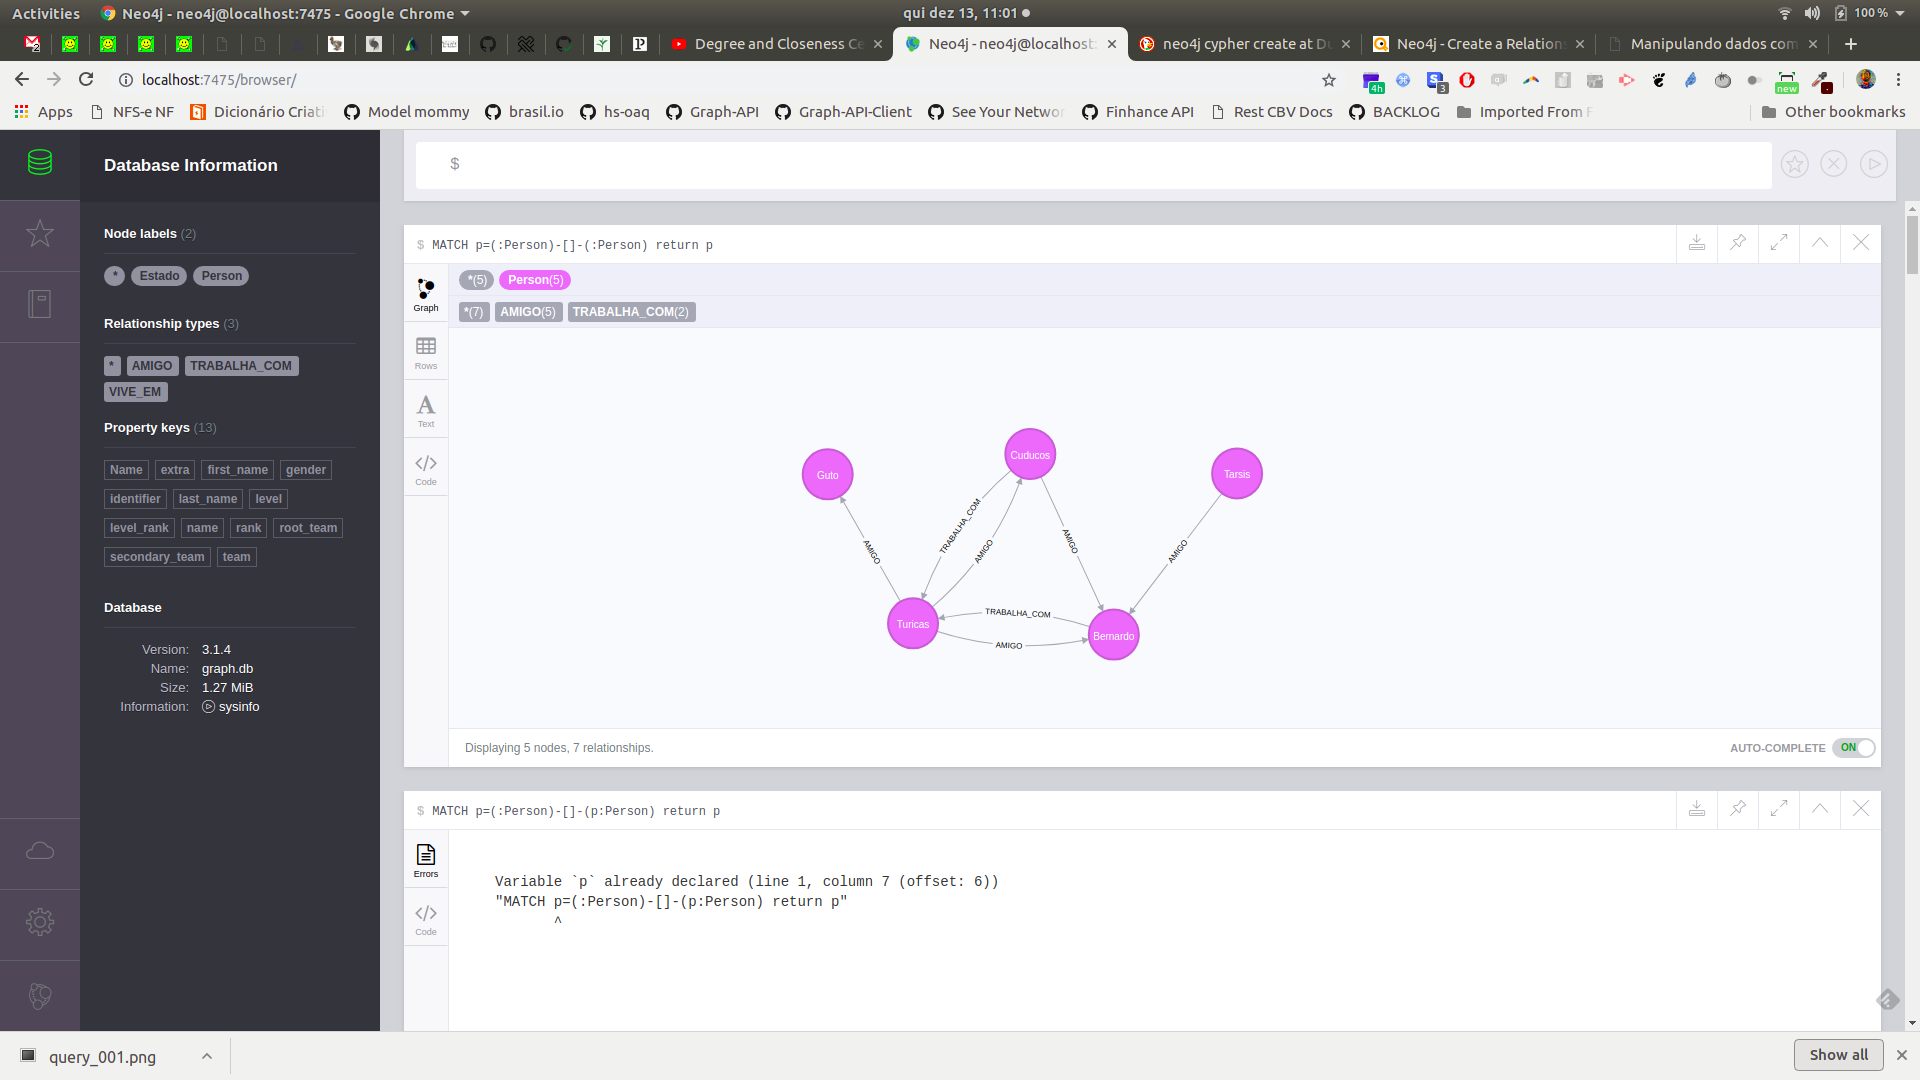 Activities
Neo4j - neo4j@localhost:7475 - Google Chrome
qui dez 13, 11:01
100 %
2
Degree and Closeness Ce
Neo4j - neo4j@localhost:
neo4j cypher create at D
Neo4j - Create a Relation
Manipulando dados com
localhost:7475/browser/
4h
3
new
Apps
NFS-e NF
Dicionário Criati
Model mommy
brasil.io
hs-oaq
Graph-API
Graph-API-Client
See Your Netwo
Finhance API
Rest CBV Docs
BACKLOG
Imported From F
Other bookmarks
Database Information
Node labels (2)
* Estado Person
Relationship types (3)
* AMIGO TRABALHA_COM
VIVE_EM
Property keys (13)
Name extra first_name gender
identifier last_name level
level_rank name rank root_team
secondary_team team
Database
Version: 3.1.4
Name: graph.db
Size: 1.27 MiB
Information: sysinfo
$
$ MATCH p=(:Person)-[]-(:Person) return p
Graph
Rows
Text
Code
*(5) Person(5)
*(7) AMIGO(5) TRABALHA_COM(2)
Guto
Cuducos
Tarsis
TRABALHA_COM
AMIGO
AMIGO
AMIGO
AMIGO
Turicas
TRABALHA_COM
AMIGO
Bernardo
Displaying 5 nodes, 7 relationships.
AUTO-COMPLETE ON
$ MATCH p=(:Person)-[]-(p:Person) return p
Errors
Code
Variable `p` already declared (line 1, column 7 (offset: 6))
"MATCH p=(:Person)-[]-(p:Person) return p"
^
query_001.png
Show all